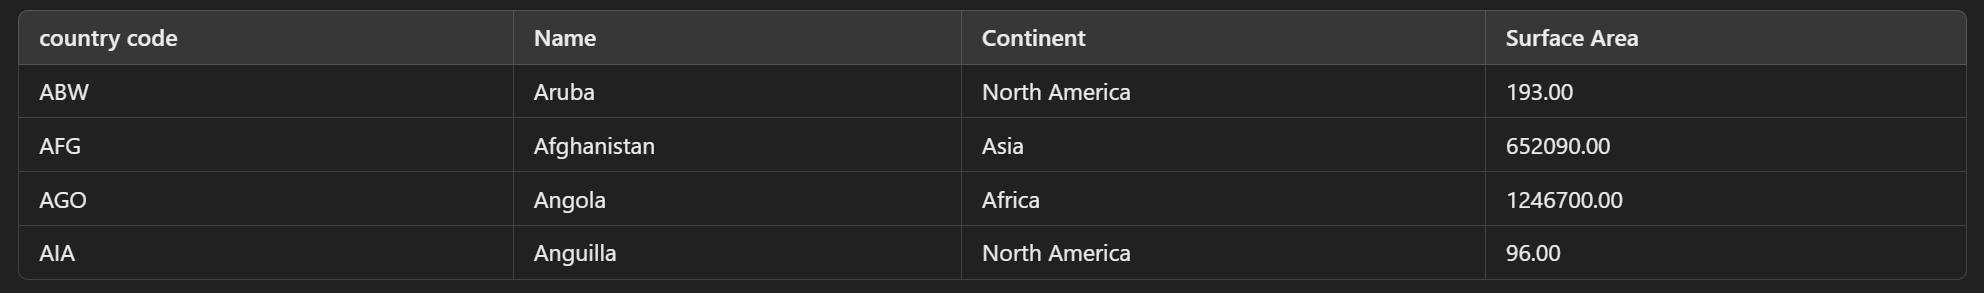 country code Name Continent Surface Area
ABW Aruba North America 193.00
AFG Afghanistan Asia 652090.00
AGO Angola Africa 1246700.00
AIA Anguilla North America 96.00